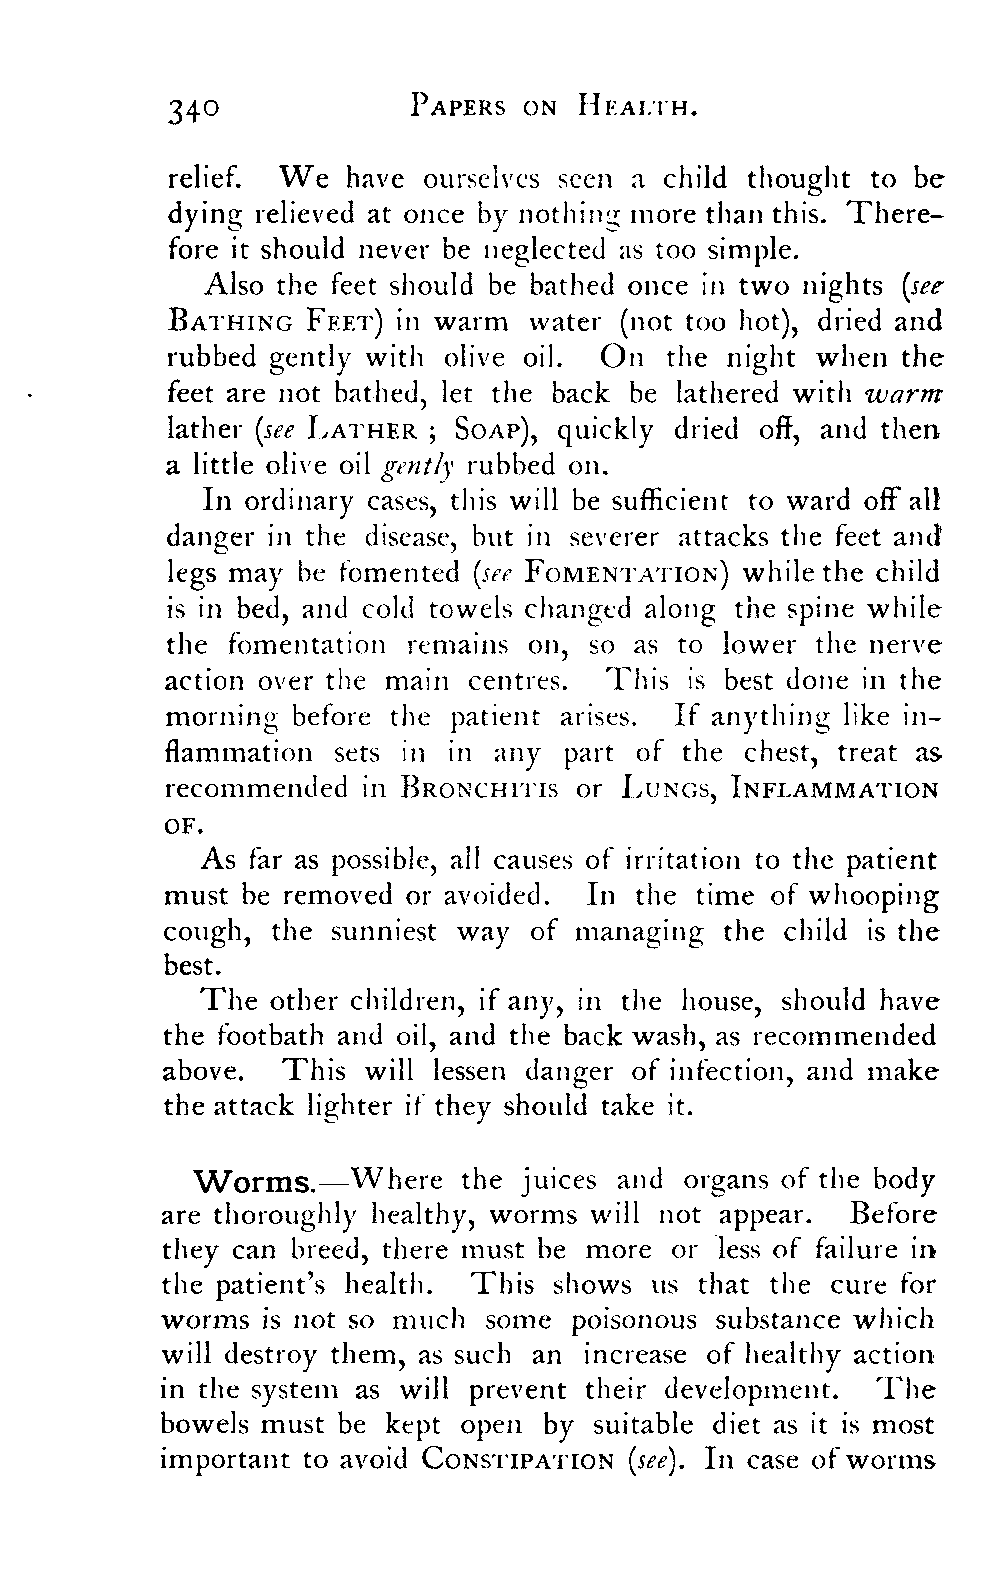 340 PAPERS ON HEALTH.
relief. We have ourselves seen a child thought to be
dying relieved at once by nothing more than this. There-
fore it should never be neglected as too simple.
Also the feet should be bathed once in two nights (see
BATHING FEET) in warm water (not too hot), dried and
rubbed gently with olive oil. On the night when the
feet are not bathed, let the back be lathered with warm
lather (see LATHER ; SOAP), quickly dried off, and then
a little olive oil gently rubbed on.
In ordinary cases, this will be sufficient to ward off all
danger in the disease, but in severer attacks the feet and
legs may be fomented (see FOMENTATION) while the child
is in bed, and cold towels changed along the spine while
the fomentation remains on, so as to lower the nerve
action over the main centres. This is best done in the
morning before the patient arises. If anything like in-
flammation sets in in any part of the chest, treat as
recommended in BRONCHITIS or LUNGS, INFLAMMATION
OF.
As far as possible, all causes of irritation to the patient
must be removed or avoided. In the time of whooping
cough, the sunniest way of managing the child is the
best.
The other children, if any, in the house, should have
the footbath and oil, and the back wash, as recommended
above. This will lessen danger of infection, and make
the attack lighter if they should take it.
Worms.—Where the juices and organs of the body
are thoroughly healthy, worms will not appear. Before
they can breed, there must be more or less of failure in
the patient's health. This shows us that the cure for
worms is not so much some poisonous substance which
will destroy them, as such an increase of healthy action
in the system as will prevent their development. The
bowels must be kept open by suitable diet as it is most
important to avoid CONSTIPATION (see). In case of worms